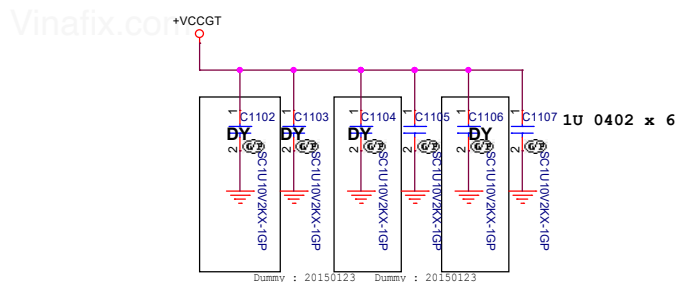 Vinafix.com
+VCCGT
C1102
C1103
C1104
C1105
C1106
C1107
1U 0402 x 6
1
1
1
1
1
1
DY
DY
DY
DY
2
2
2
2
2
2
SC1U10V2KX-1GP
SC1U10V2KX-1GP
SC1U10V2KX-1GP
SC1U10V2KX-1GP
SC1U10V2KX-1GP
SC1U10V2KX-1GP
Dummy : 20150123
Dummy : 20150123